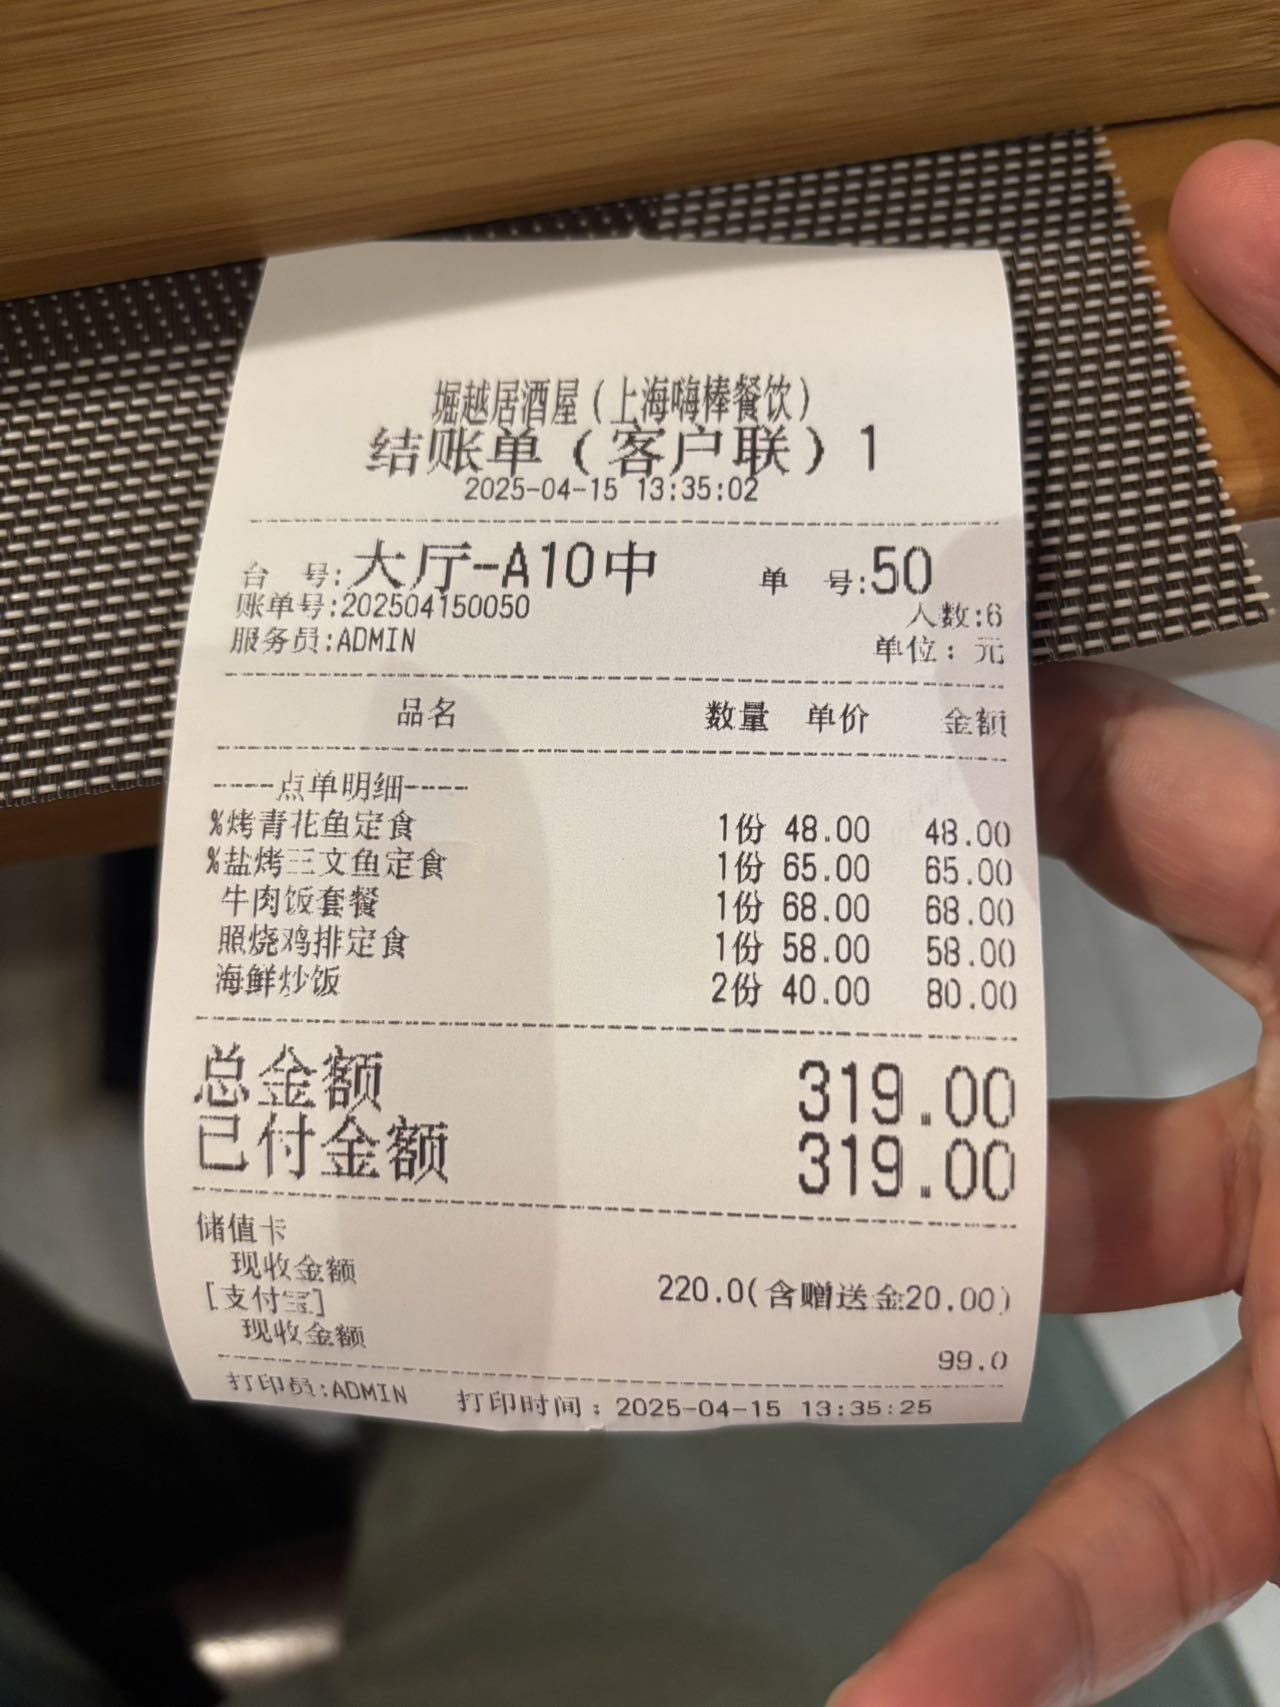 堀越居酒屋（上海嗨棒餐饮）
结账单（客户联）1
2025-04-15 13:35:02
台 号:大厅-A10中 单 号:50
账单号:202504150050 人数:6
服务员:ADMIN 单位：元
品名 数量 单价 金额
----点单明细----
%烤青花鱼定食 1份 48.00 48.00
%盐烤三文鱼定食 1份 65.00 65.00
牛肉饭套餐 1份 68.00 68.00
照烧鸡排定食 1份 58.00 58.00
海鲜炒饭 2份 40.00 80.00
总金额 319.00
已付金额 319.00
储值卡
现收金额 220.0(含赠送金20.00)
[支付宝]
现收金额 99.0
打印员:ADMIN 打印时间：2025-04-15 13:35:25